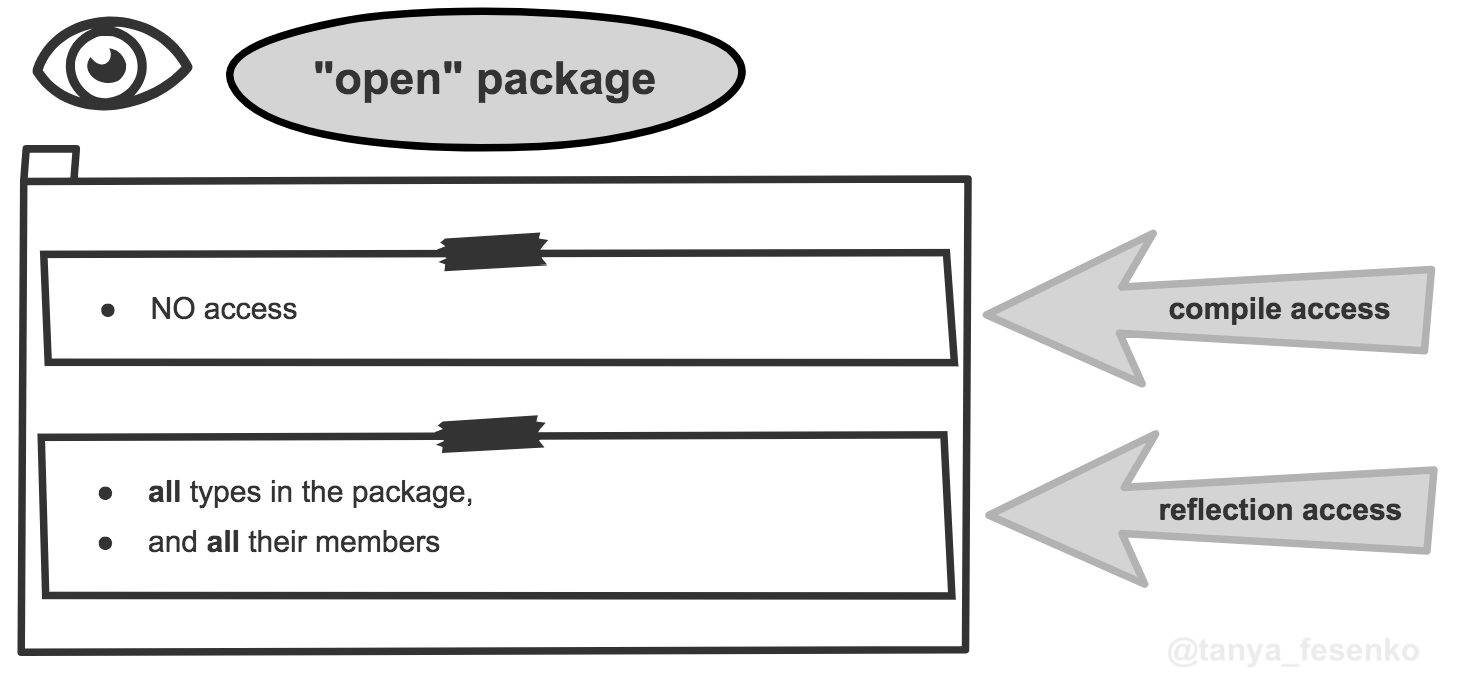 "open" package
• NO access
compile access
• all types in the package,
• and all their members
reflection access
@tanya_fesenko